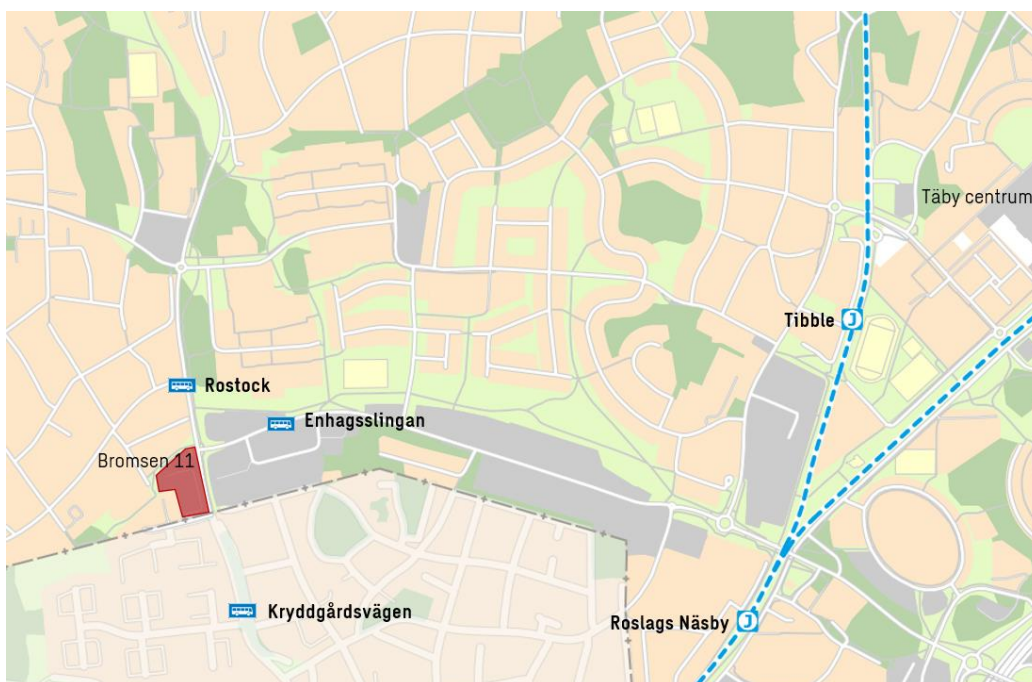 Täby centrum
Tibble
J
Rostock
Enhagsslingan
Bromsen 11
Kryddgårdsvägen
Roslags Näsby
J